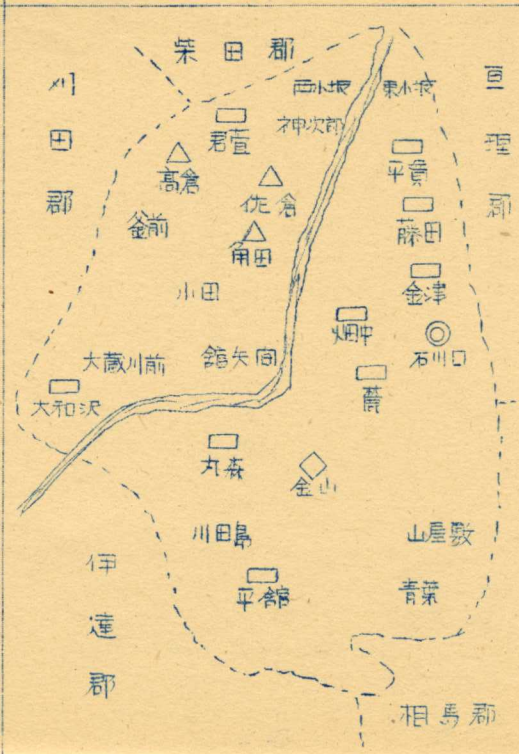 柴田郡
刈田郡
亘理郡
西小坂
東小坂
神次郎
君萱
平貫
高倉
佐倉
藤田
釜前
角田
金津
小田
畑中
石川口
大蔵川前
舘矢間
大和沢
丸森
金山
川田島
山屋敷
平舘
青葉
伊達郡
相馬郡